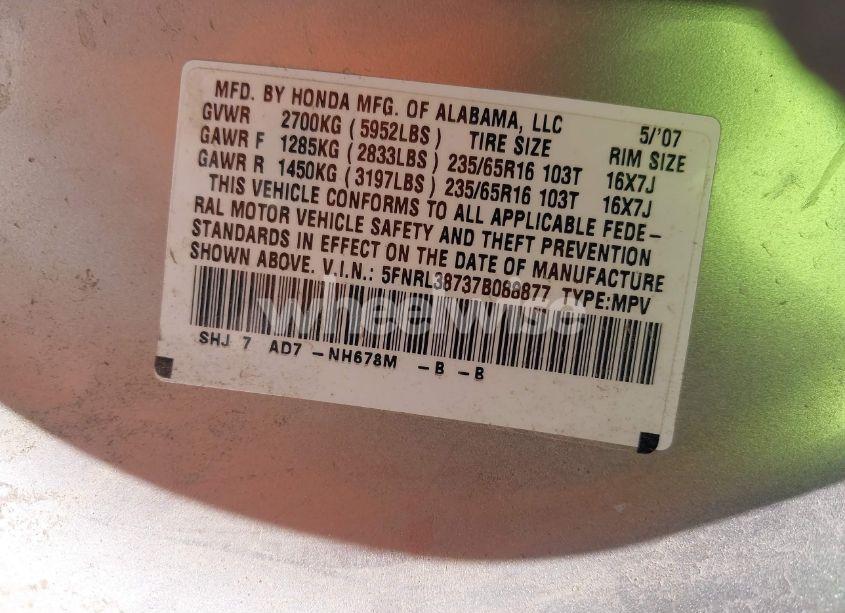 MFD. BY HONDA MFG. OF ALABAMA, LLC 5/'07
GVWR 2700KG (5952LBS) TIRE SIZE RIM SIZE
GAWR F 1285KG (2833LBS) 235/65R16 103T 16X7J
GAWR R 1450KG (3197LBS) 235/65R16 103T 16X7J
THIS VEHICLE CONFORMS TO ALL APPLICABLE FEDE-
RAL MOTOR VEHICLE SAFETY AND THEFT PREVENTION
STANDARDS IN EFFECT ON THE DATE OF MANUFACTURE
SHOWN ABOVE. V.I.N.: 5FNRL38737B088877 TYPE:MPV
wheelwise
SHJ 7 AD7 -NH678M -B -B